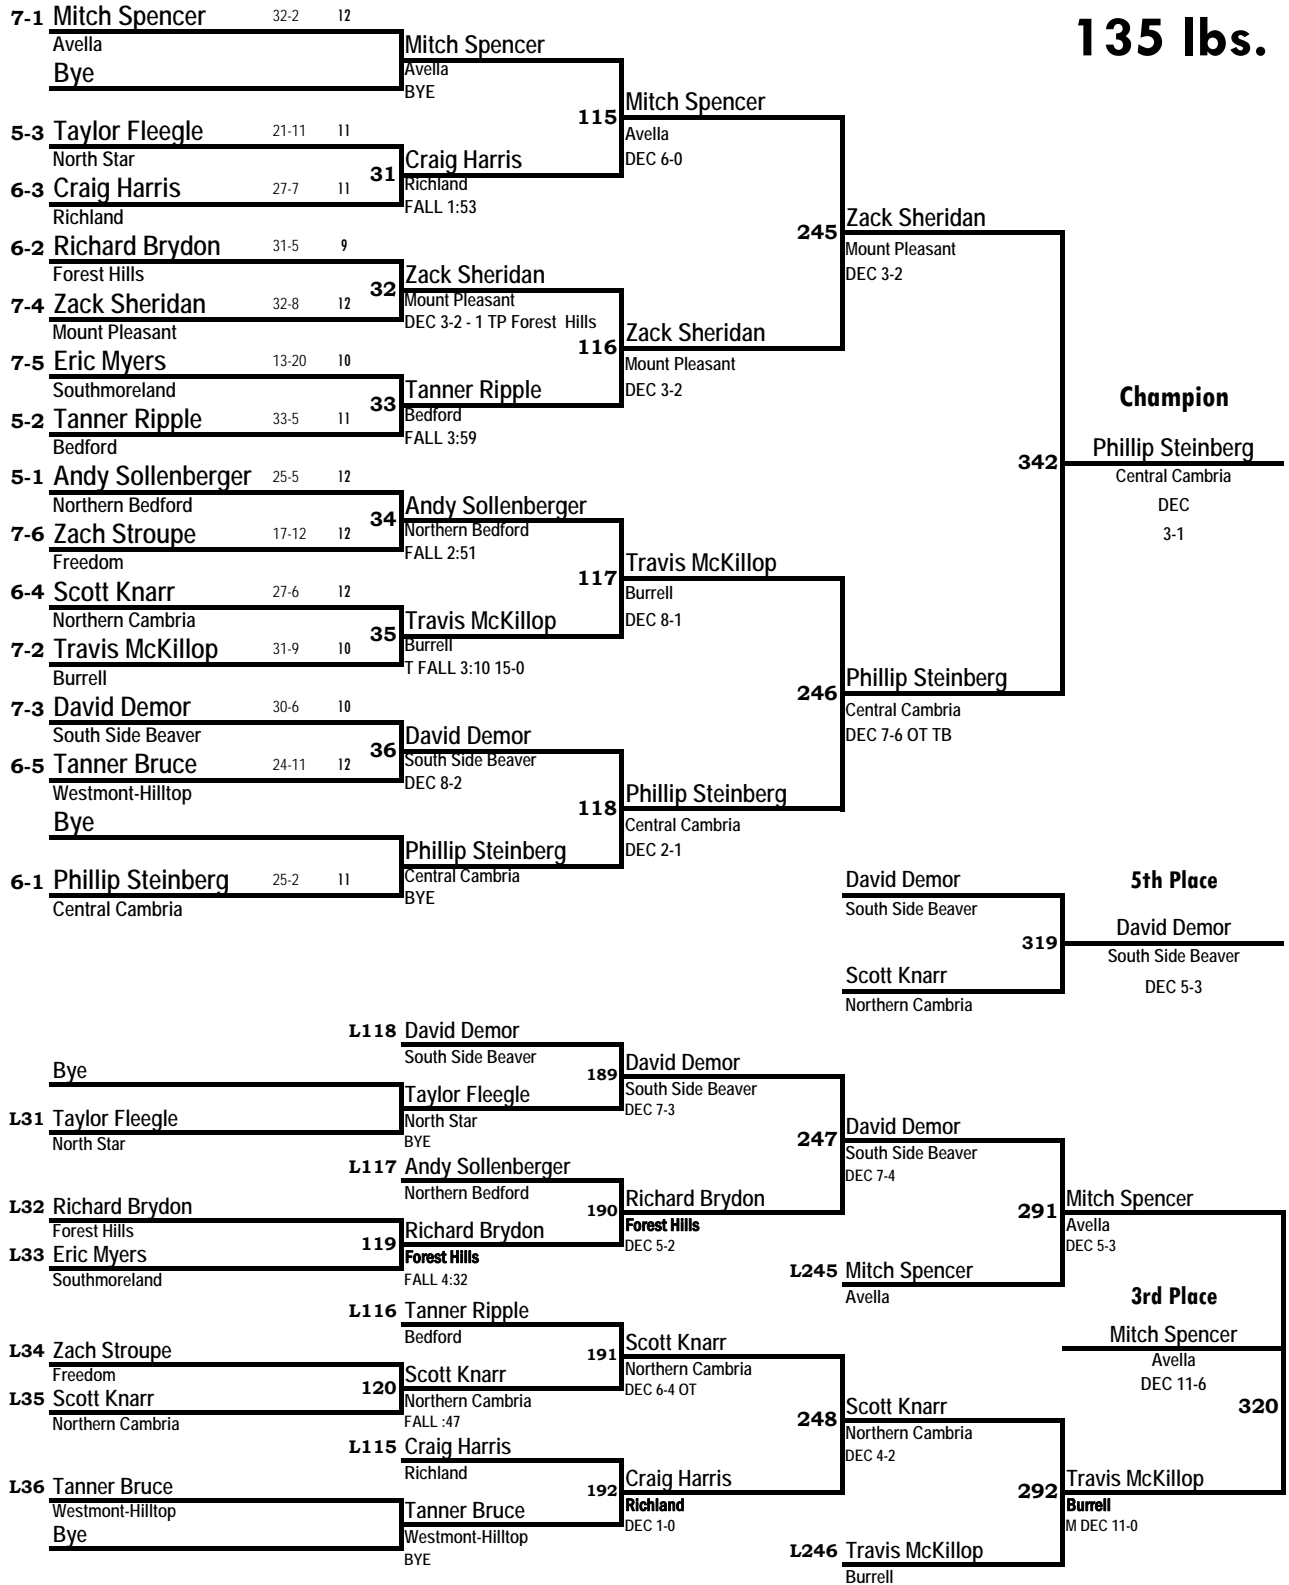 135 lbs.
7-1 Mitch Spencer 32-2 12
Avella
Bye
Mitch Spencer
Avella
BYE
5-3 Taylor Fleegle 21-11 11
North Star
31
6-3 Craig Harris 27-7 11
Richland
Craig Harris
Richland
FALL 1:53
115
Mitch Spencer
Avella
DEC 6-0
6-2 Richard Brydon 31-5 9
Forest Hills
32
7-4 Zack Sheridan 32-8 12
Mount Pleasant
Zack Sheridan
Mount Pleasant
DEC 3-2 - 1 TP Forest Hills
7-5 Eric Myers 13-20 10
Southmoreland
33
5-2 Tanner Ripple 33-5 11
Bedford
Tanner Ripple
Bedford
FALL 3:59
116
Zack Sheridan
Mount Pleasant
DEC 3-2
245
Zack Sheridan
Mount Pleasant
DEC 3-2
5-1 Andy Sollenberger 25-5 12
Northern Bedford
34
7-6 Zach Stroupe 17-12 12
Freedom
Andy Sollenberger
Northern Bedford
FALL 2:51
6-4 Scott Knarr 27-6 12
Northern Cambria
35
7-2 Travis McKillop 31-9 10
Burrell
Travis McKillop
Burrell
T FALL 3:10 15-0
117
Travis McKillop
Burrell
DEC 8-1
7-3 David Demor 30-6 10
South Side Beaver
36
6-5 Tanner Bruce 24-11 12
Westmont-Hilltop
David Demor
South Side Beaver
DEC 8-2
Bye
6-1 Phillip Steinberg 25-2 11
Central Cambria
Phillip Steinberg
Central Cambria
BYE
118
Phillip Steinberg
Central Cambria
DEC 2-1
246
Phillip Steinberg
Central Cambria
DEC 7-6 OT TB
342
Champion
Phillip Steinberg
Central Cambria
DEC
3-1
David Demor
South Side Beaver
319
Scott Knarr
Northern Cambria
5th Place
David Demor
South Side Beaver
DEC 5-3
L118 David Demor
South Side Beaver
Bye
L31 Taylor Fleegle
North Star
Taylor Fleegle
North Star
BYE
189
David Demor
South Side Beaver
DEC 7-3
L117 Andy Sollenberger
Northern Bedford
L32 Richard Brydon
Forest Hills
119
L33 Eric Myers
Southmoreland
Richard Brydon
Forest Hills
FALL 4:32
190
Richard Brydon
Forest Hills
DEC 5-2
247
David Demor
South Side Beaver
DEC 7-4
L245 Mitch Spencer
Avella
291
Mitch Spencer
Avella
DEC 5-3
L116 Tanner Ripple
Bedford
L34 Zach Stroupe
Freedom
120
L35 Scott Knarr
Northern Cambria
Scott Knarr
Northern Cambria
FALL :47
191
Scott Knarr
Northern Cambria
DEC 6-4 OT
L115 Craig Harris
Richland
L36 Tanner Bruce
Westmont-Hilltop
Bye
Tanner Bruce
Westmont-Hilltop
BYE
192
Craig Harris
Richland
DEC 1-0
248
Scott Knarr
Northern Cambria
DEC 4-2
L246 Travis McKillop
Burrell
292
Travis McKillop
Burrell
M DEC 11-0
3rd Place
Mitch Spencer
Avella
DEC 11-6
320